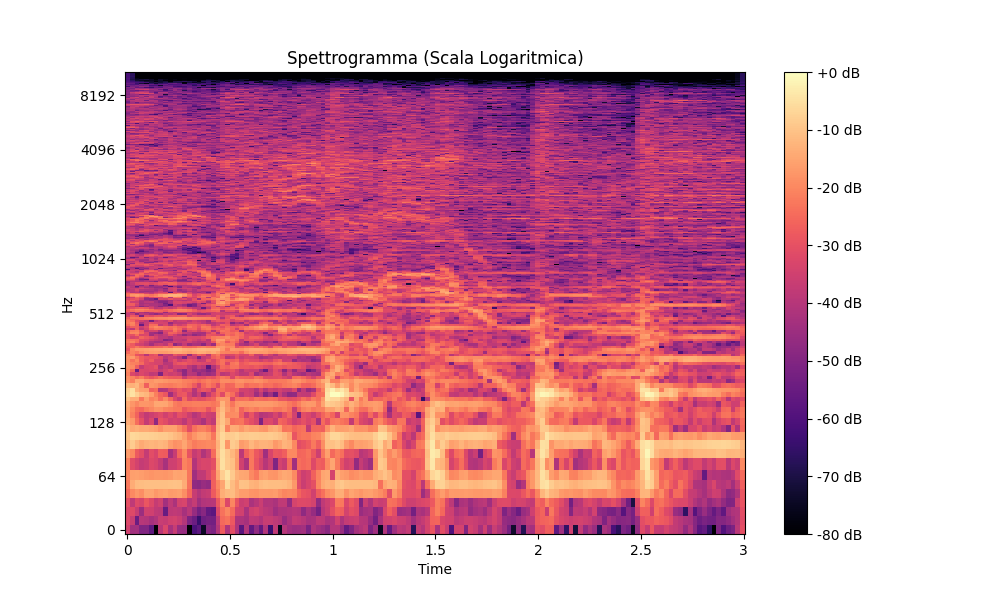 Spettrogramma (Scala Logaritmica)
Hz
8192
4096
2048
1024
512
256
128
64
0
0
0.5
1
1.5
2
2.5
3
Time
+0 dB
-10 dB
-20 dB
-30 dB
-40 dB
-50 dB
-60 dB
-70 dB
-80 dB